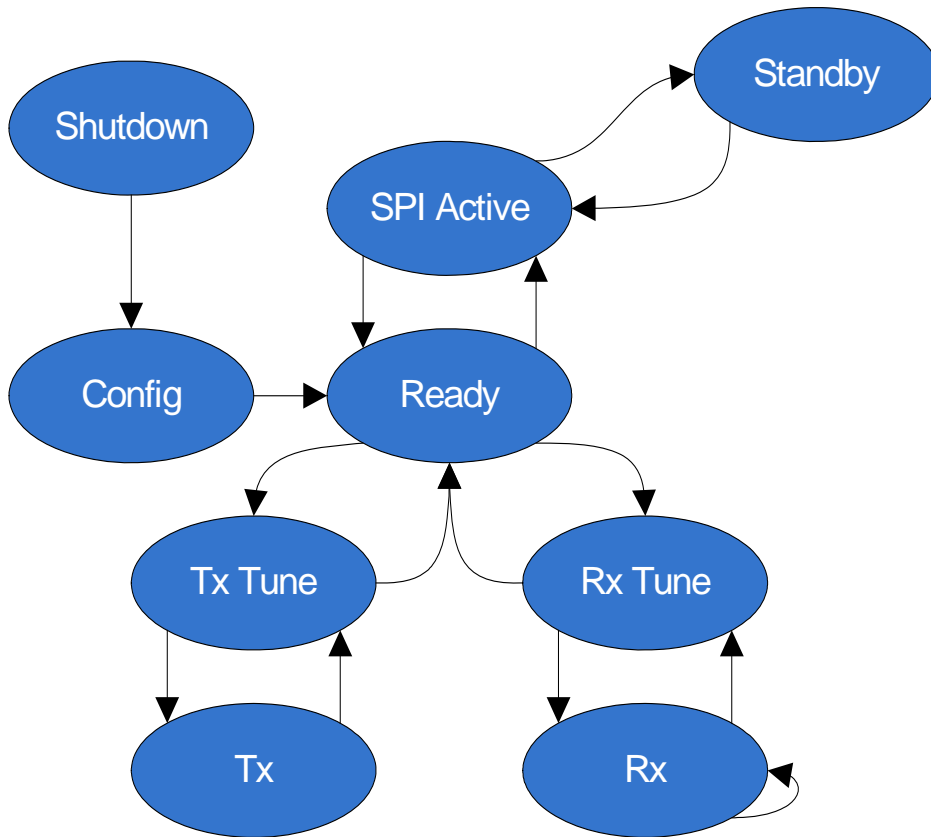 Standby
Shutdown
SPI Active
Config
Ready
Tx Tune
Rx Tune
Tx
Rx